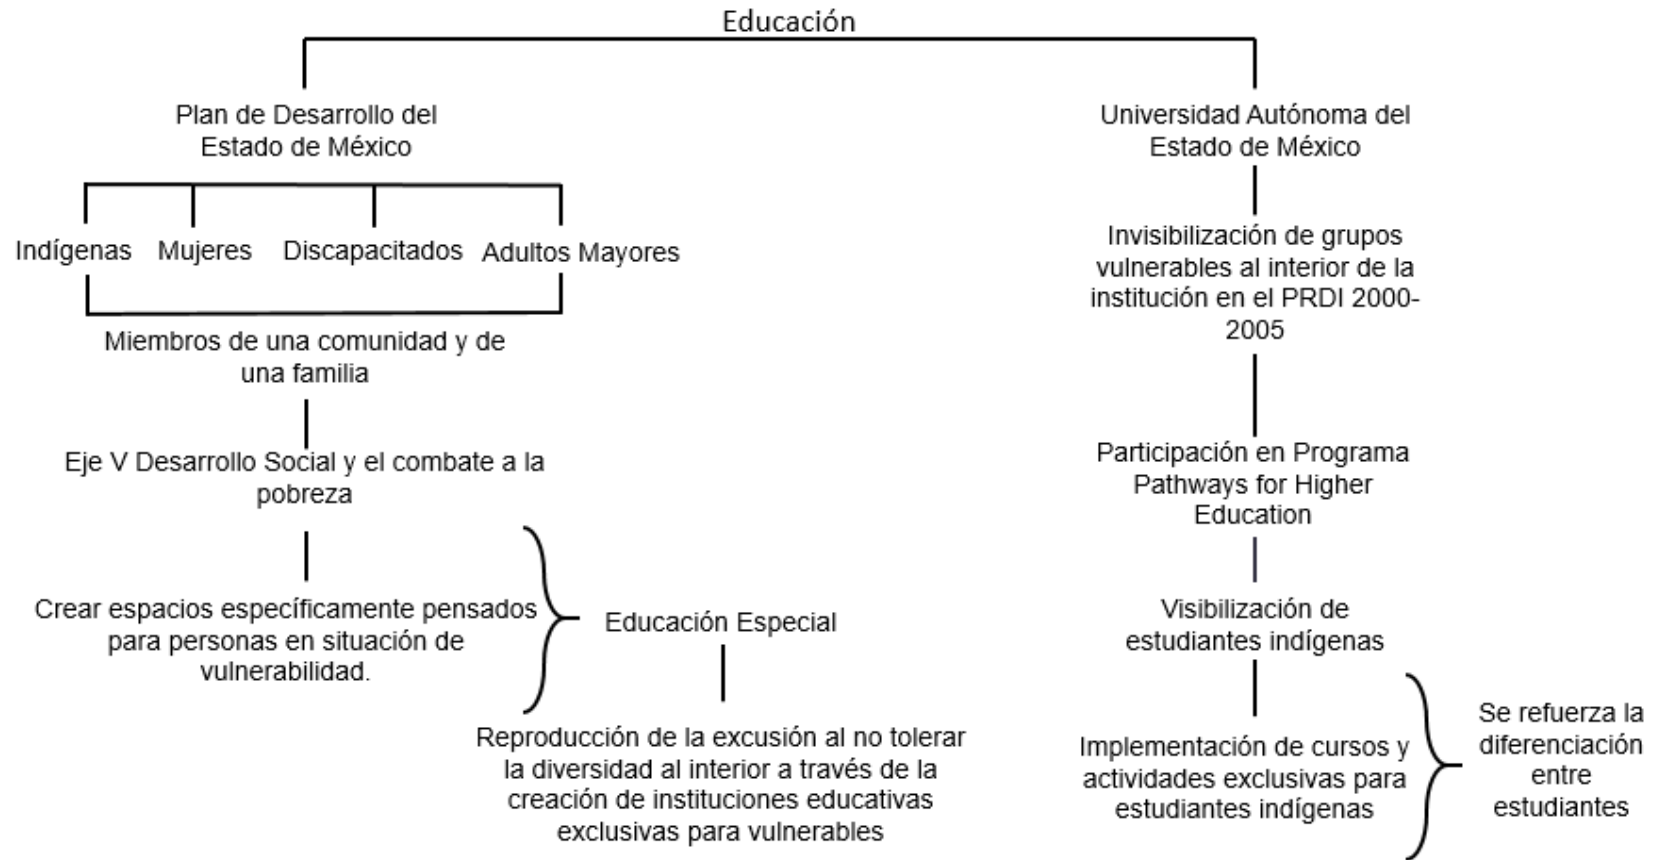 Educación
Plan de Desarrollo del
Estado de México
Indígenas
Mujeres
Discapacitados
Adultos Mayores
Miembros de una comunidad y de
una familia
Eje V Desarrollo Social y el combate a la
pobreza
Crear espacios específicamente pensados
para personas en situación de
vulnerabilidad.
Educación Especial
Reproducción de la excusión al no tolerar
la diversidad al interior a través de la
creación de instituciones educativas
exclusivas para vulnerables
Universidad Autónoma del
Estado de México
Invisibilización de grupos
vulnerables al interior de la
institución en el PRDI 2000-
2005
Participación en Programa
Pathways for Higher
Education
Visibilización de
estudiantes indígenas
Implementación de cursos y
actividades exclusivas para
estudiantes indígenas
Se refuerza la
diferenciación
entre
estudiantes